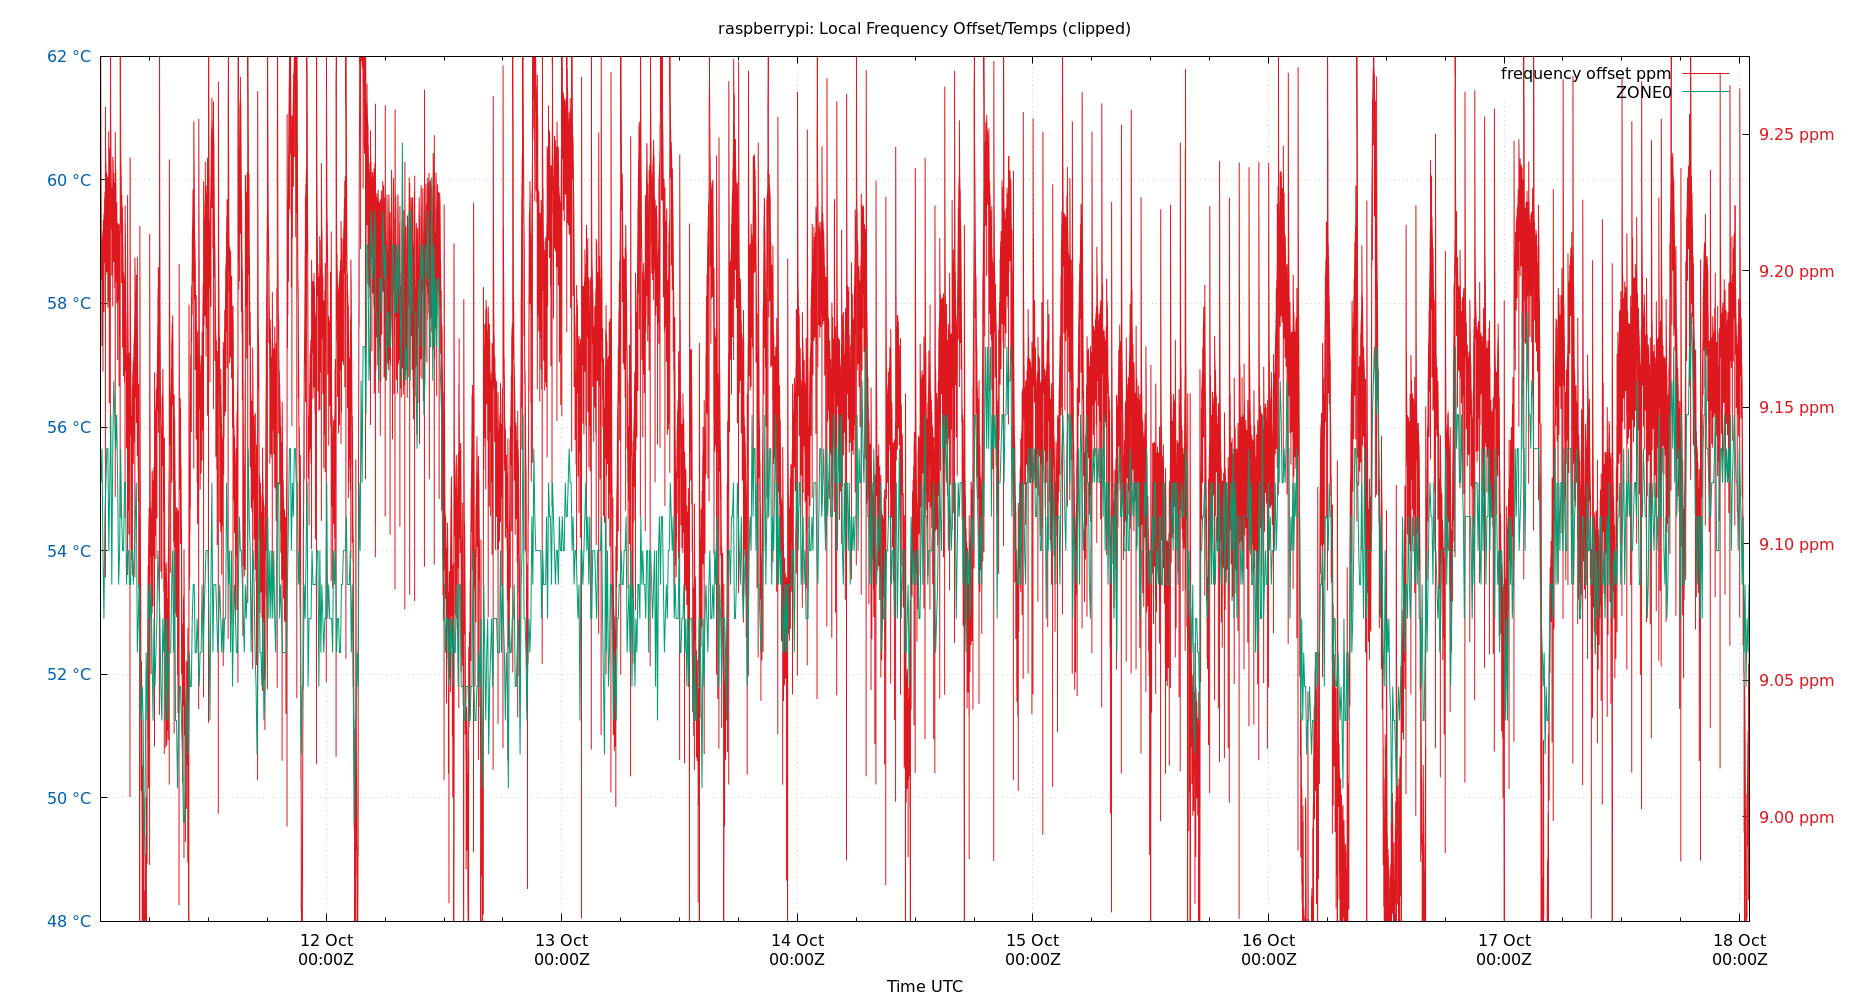 raspberrypi: Local Frequency Offset/Temps (clipped)
frequency offset ppm
ZONE0
62 °C
60 °C
58 °C
56 °C
54 °C
52 °C
50 °C
48 °C
9.25 ppm
9.20 ppm
9.15 ppm
9.10 ppm
9.05 ppm
9.00 ppm
12 Oct 13 Oct 14 Oct 15 Oct 16 Oct 17 Oct 18 Oct
00:00Z 00:00Z 00:00Z 00:00Z 00:00Z 00:00Z 00:00Z
Time UTC